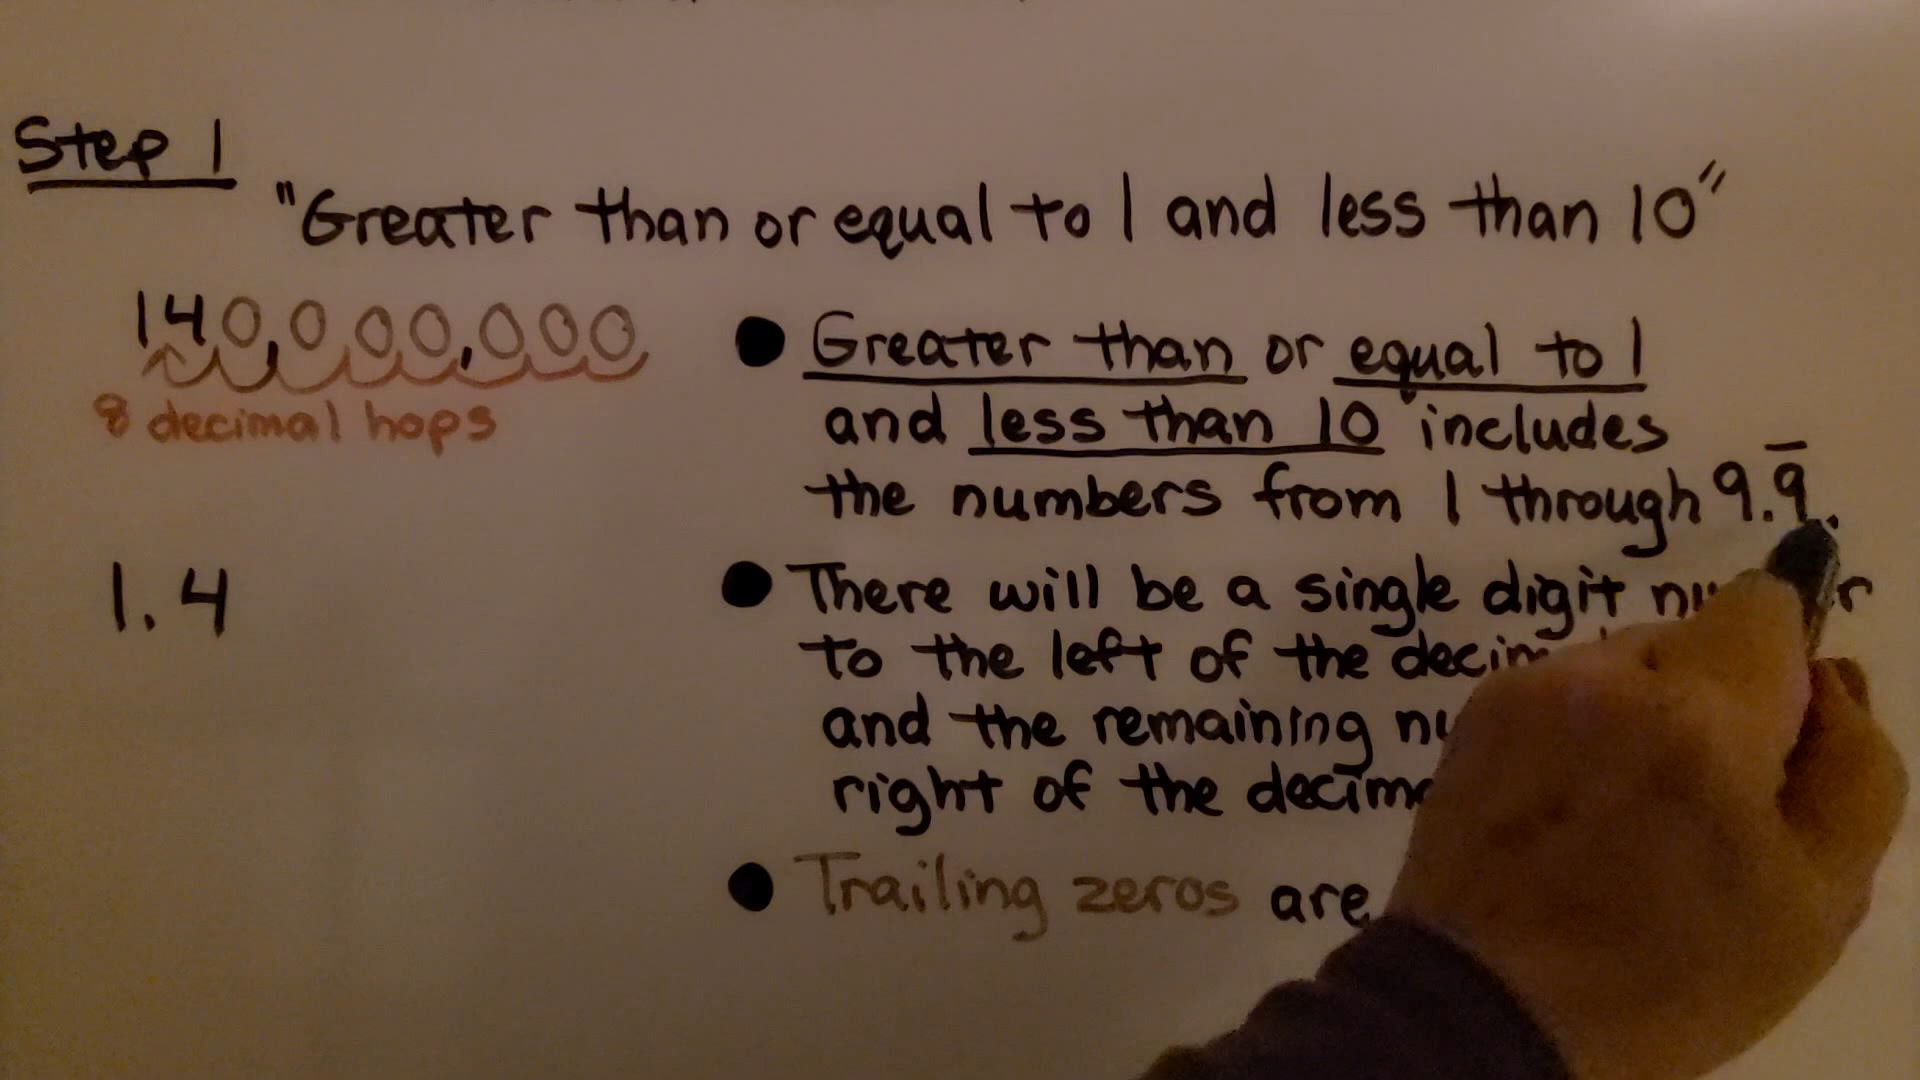 Step 1
"Greater than or equal to 1 and less than 10"
140,000,000
8 decimal hops
1.4
● Greater than or equal to 1
and less than 10 includes
the numbers from 1 through 9.9̅.
● There will be a single digit
to the left of the
and the remaining
right of the
● Trailing zeros are